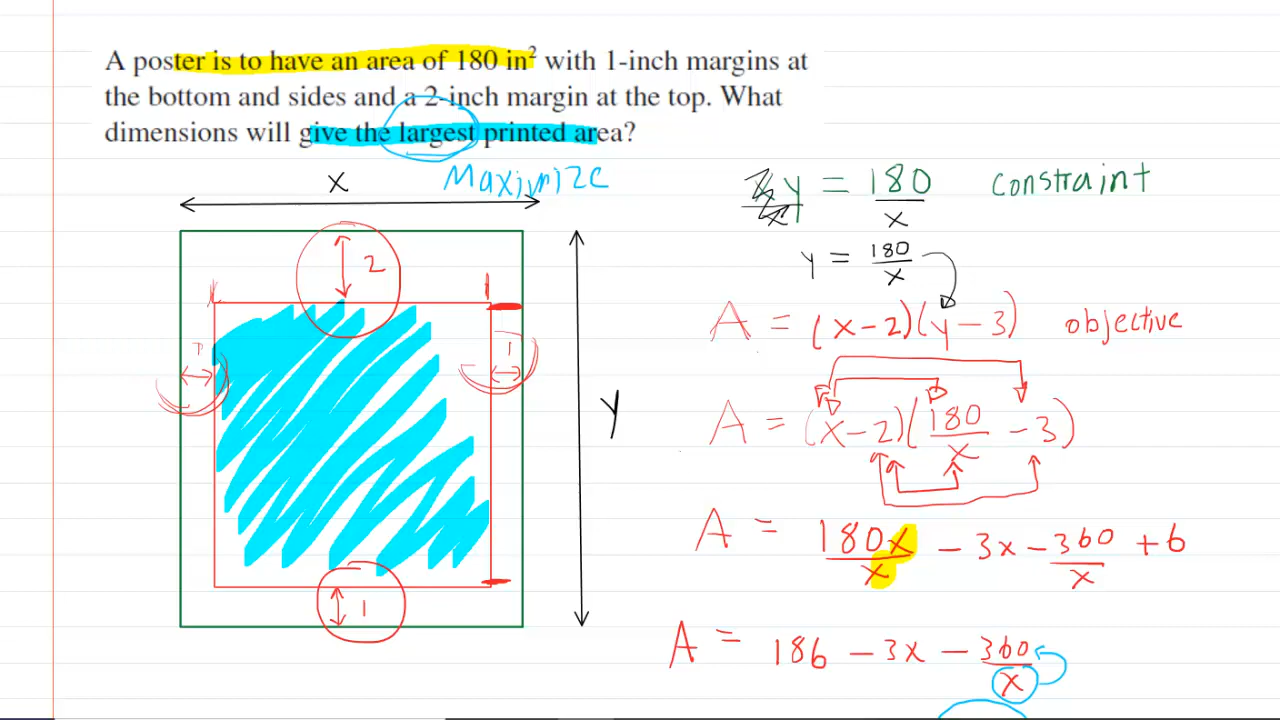 A poster is to have an area of 180 in² with 1-inch margins at
the bottom and sides and a 2-inch margin at the top. What
dimensions will give the largest printed area?
x
Maximize
y = 180/x constraint
y = 180/x
2
A = (x-2)(y-3) objective
1
1
y
A = (x-2)(180/x - 3)
A = 180x/x - 3x - 360/x + 6
1
A = 186 - 3x - 360/x